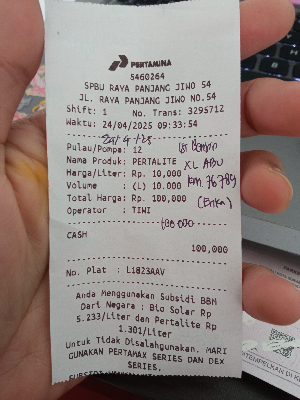 PERTAMINA
5460264
SPBU RAYA PANJANG JIWO 54
JL. RAYA PANJANG JIWO NO.54
Shift: 1 No. Trans: 3295712
Waktu: 24/04/2025 09:33:54
Pulau/Pompa: 12
Nama Produk: PERTALITE
XL ABU
Harga/Liter: Rp. 10,000
km. 76789
Volume : (L) 10.000
Total Harga: Rp. 100,000
Operator : TIWI
100.000
CASH
100,000
No. Plat : L1823AAV
Anda Menggunakan Subsidi BBM
Dari Negara : Bio Solar Rp
5.233/Liter dan Pertalite Rp
1.301/Liter
Untuk Tidak Disalahgunakan, MARI
GUNAKAN PERTAMAX SERIES DAN DEX
SERIES.